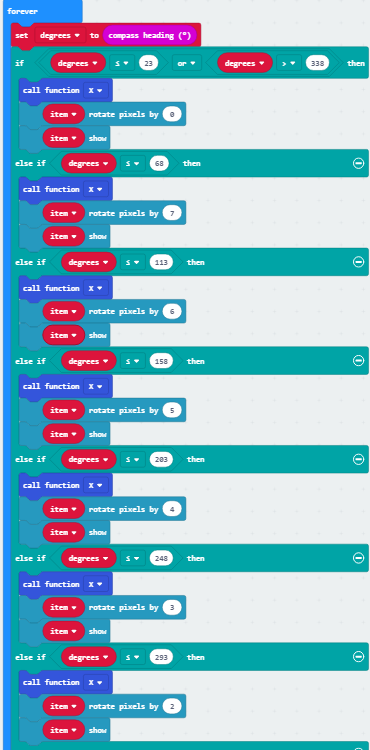 forever
set degrees to compass heading (°)
if degrees ≤ 23 or degrees > 338 then
call function X
item rotate pixels by 0
item show
else if degrees ≤ 68 then
call function X
item rotate pixels by 7
item show
else if degrees ≤ 113 then
call function X
item rotate pixels by 6
item show
else if degrees ≤ 158 then
call function X
item rotate pixels by 5
item show
else if degrees ≤ 203 then
call function X
item rotate pixels by 4
item show
else if degrees ≤ 248 then
call function X
item rotate pixels by 3
item show
else if degrees ≤ 293 then
call function X
item rotate pixels by 2
item show